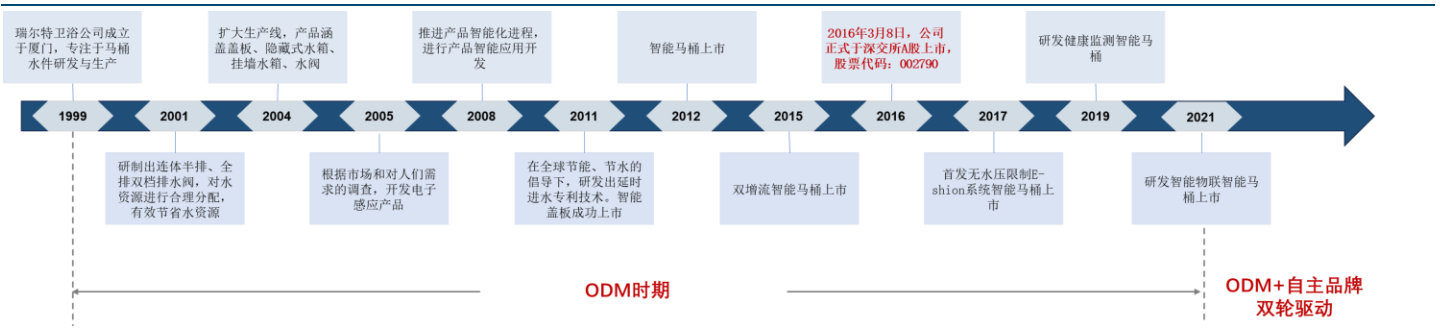 瑞尔特卫浴公司成立
于厦门，专注于马桶
水件研发与生产
扩大生产线，产品涵
盖盖板、隐藏式水箱、
挂墙水箱、水阀
推进产品智能化进程，
进行产品智能应用开
发
智能马桶上市
2016年3月8日，公司
正式于深交所A股上市，
股票代码：002790
研发健康监测智能马
桶
1999
2001
2004
2005
2008
2011
2012
2015
2016
2017
2019
2021
研制出连体半排、全
排双档排水阀，对水
资源进行合理分配，
有效节省水资源
根据市场和对人们需
求的调查，开发电子
感应产品
在全球节能、节水的
倡导下，研发出延时
进水专利技术。智能
盖板成功上市
双增流智能马桶上市
首发无水压限制E-
shion系统智能马桶上
市
研发智能物联智能马
桶上市
ODM时期
ODM+自主品牌
双轮驱动